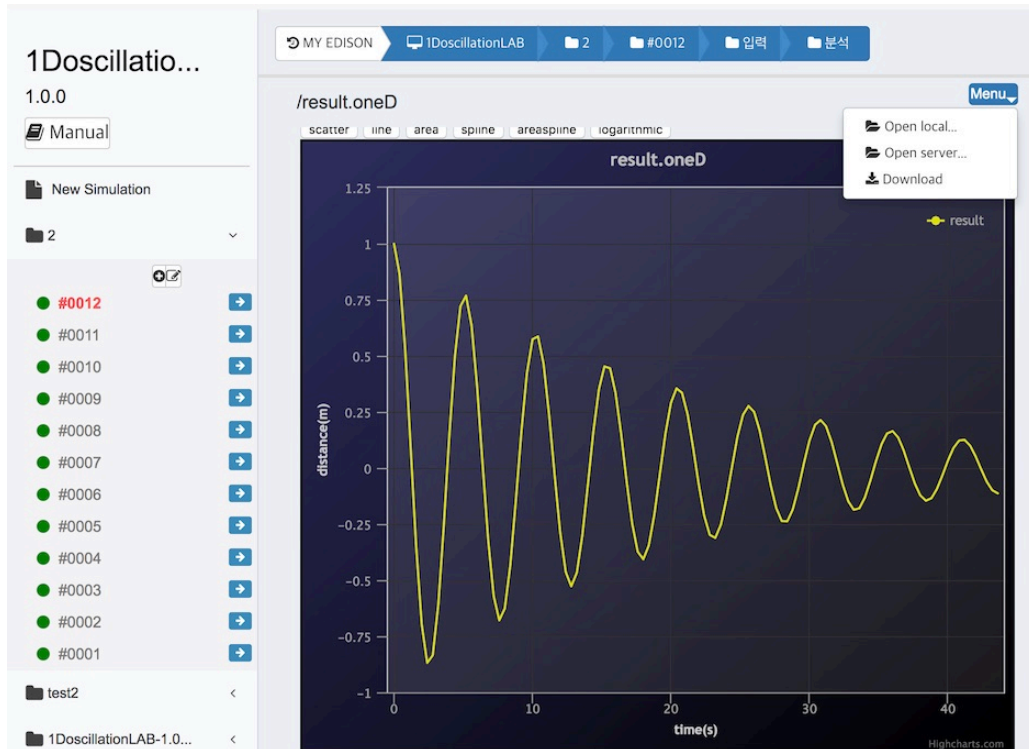 1Doscillatio...
1.0.0
Manual
New Simulation
2
#0012
#0011
#0010
#0009
#0008
#0007
#0006
#0005
#0004
#0003
#0002
#0001
test2
1DoscillationLAB-1.0...
MY EDISON 1DoscillationLAB 2 #0012 입력 분석
/result.oneD
Menu
Open local...
Open server...
Download
scatter line area spline areaspline logarithmic
result.oneD
result
1.25
1
0.75
0.5
0.25
0
-0.25
-0.5
-0.75
-1
distance(m)
0 10 20 30 40
time(s)
Highcharts.com